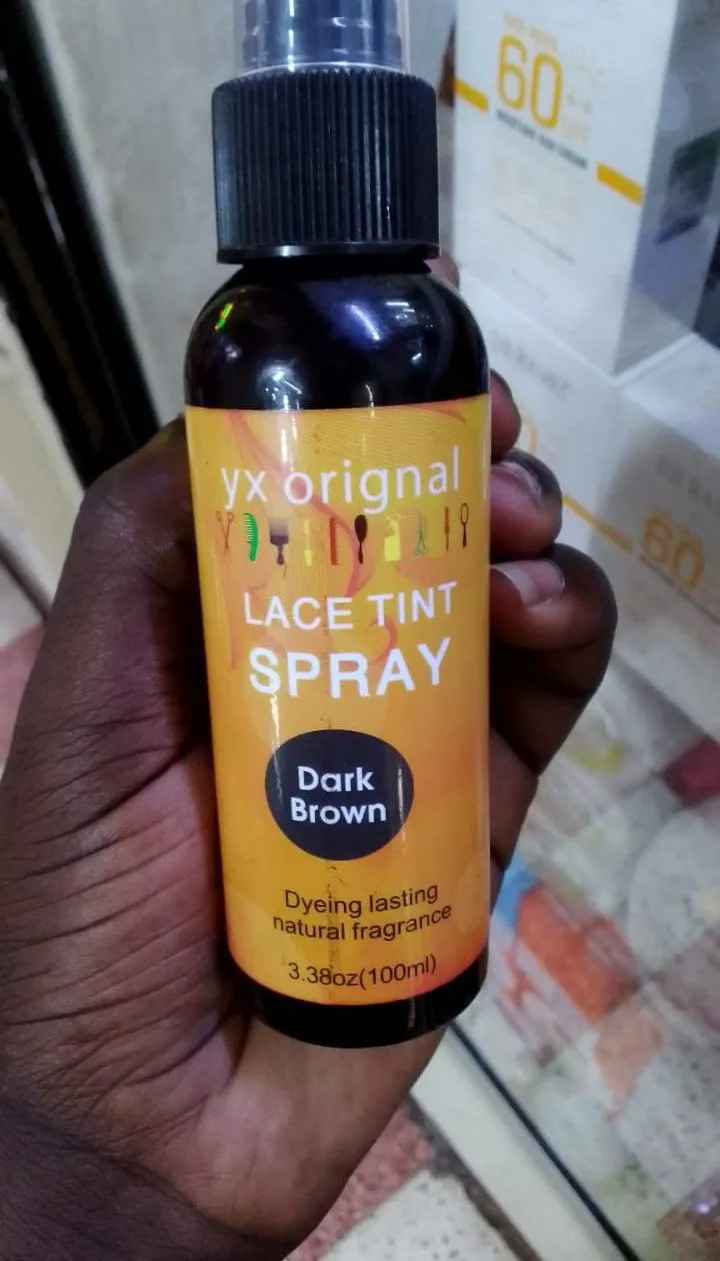 yx orignal
LACE TINT
SPRAY
Dark
Brown
Dyeing lasting
natural fragrance
3.38oz(100ml)
60
60